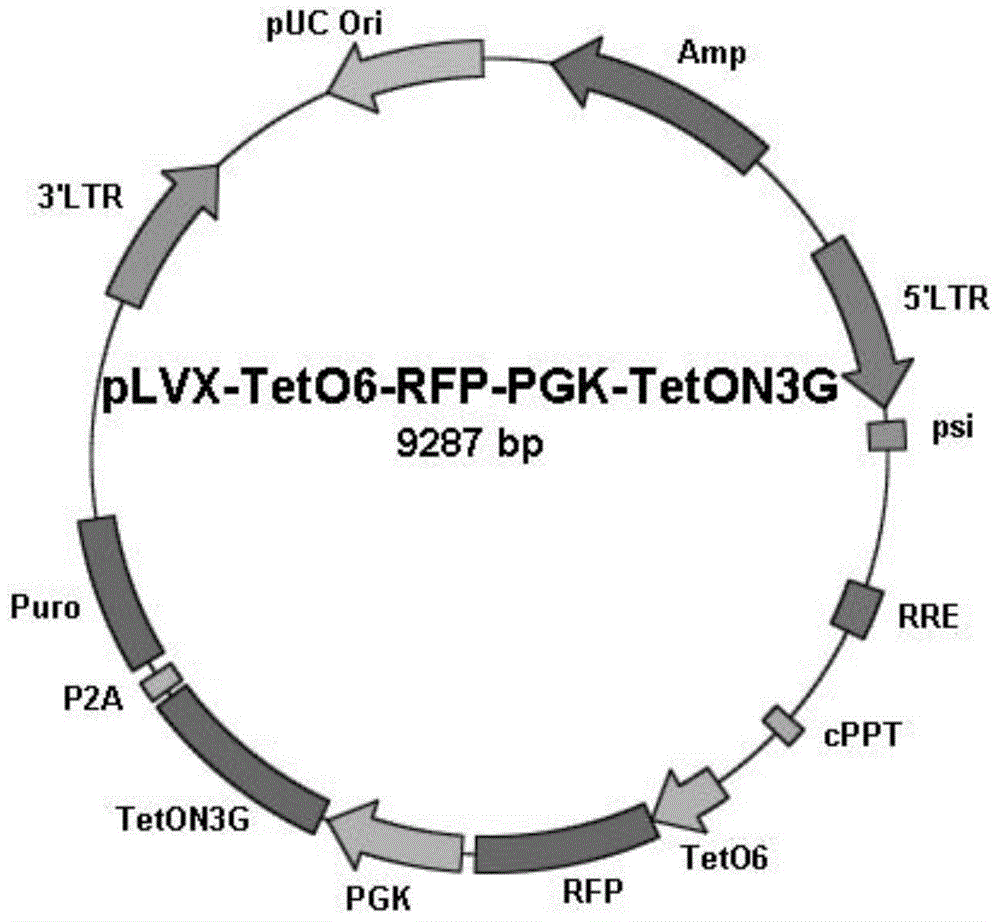 pUC Ori
Amp
3'LTR
5'LTR
pLVX-TetO6-RFP-PGK-TetON3G
psi
9287 bp
Puro
RRE
P2A
cPPT
TetON3G
TetO6
PGK
RFP